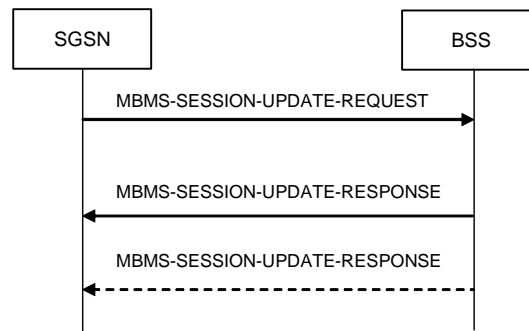 SGSN
BSS
MBMS-SESSION-UPDATE-REQUEST
MBMS-SESSION-UPDATE-RESPONSE
MBMS-SESSION-UPDATE-RESPONSE